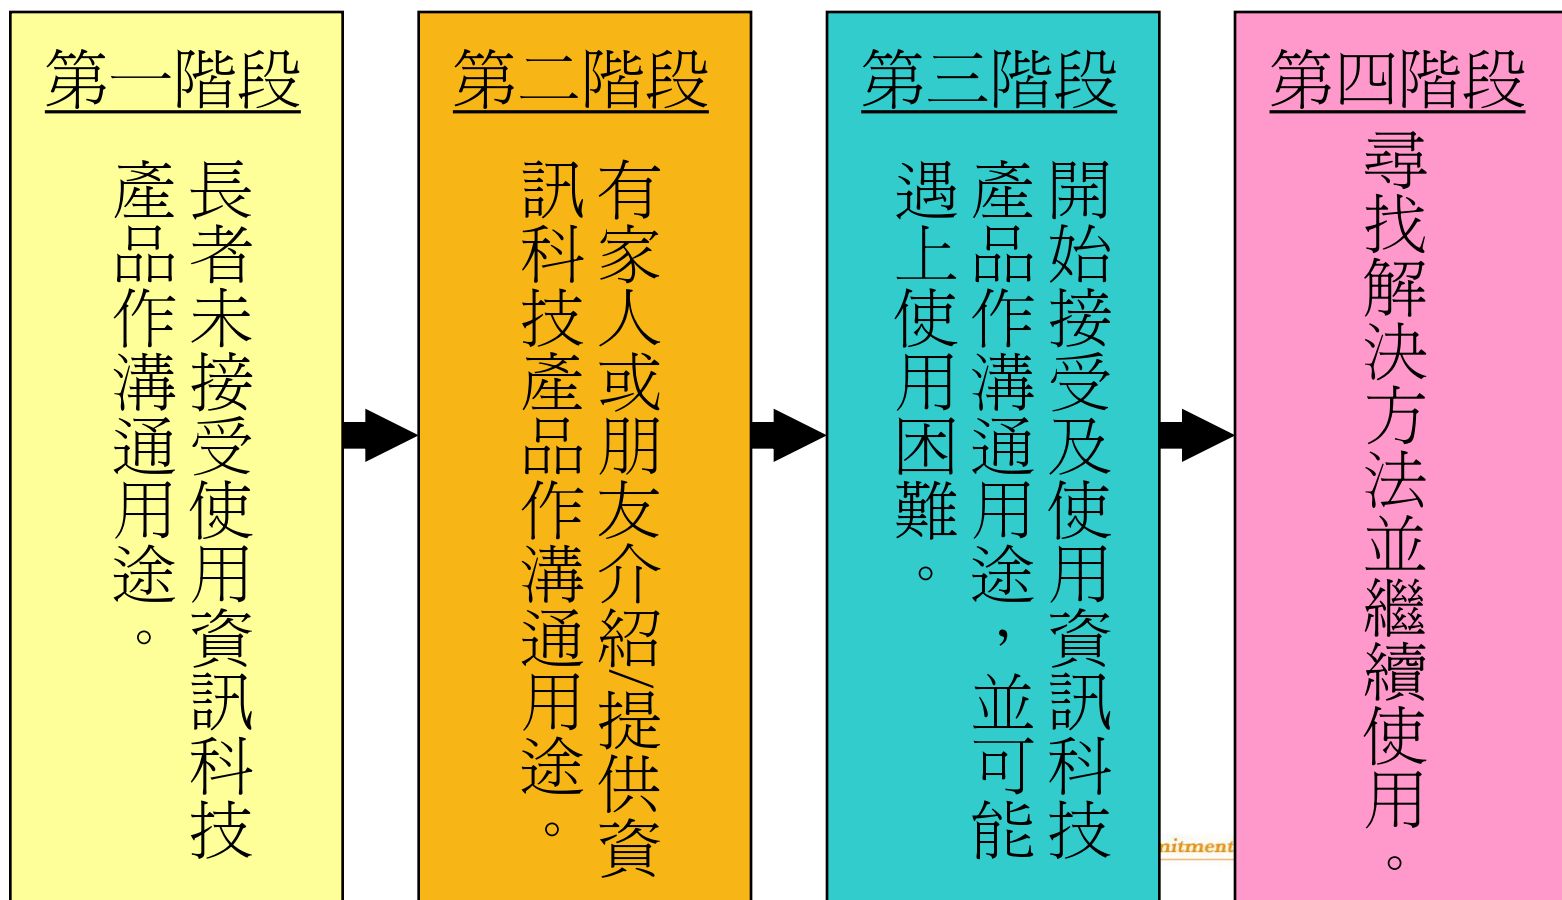 第一階段
長者未接受使用資訊科技
產品作溝通用途。
第二階段
有家人或朋友介紹/提供資
訊科技產品作溝通用途。
第三階段
開始接受及使用資訊科技
產品作溝通用途，並可能
遇上使用困難。
第四階段
尋找解決方法並繼續使用。